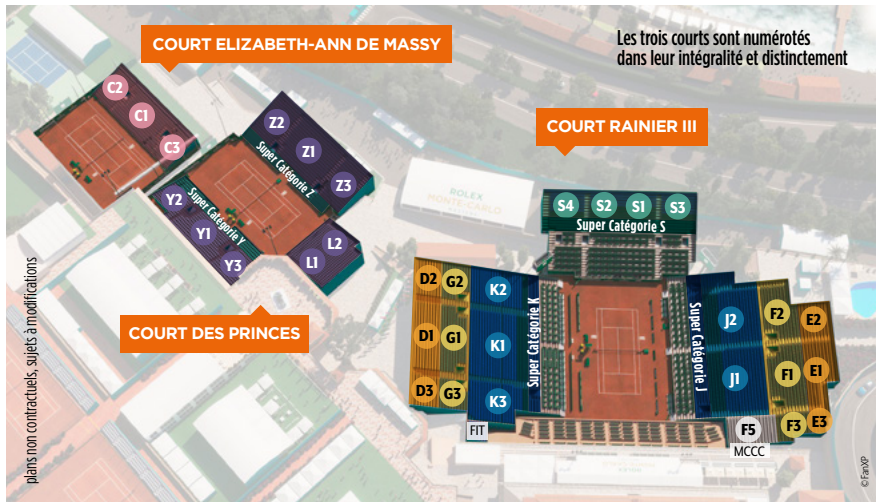 COURT ELIZABETH-ANN DE MASSY
Les trois courts sont numérotés
dans leur intégralité et distinctement
C2
C1
C3
Z2
Z1
Z3
Super Catégorie Z
Y2
Y1
Y3
Super Catégorie Y
L2
L1
COURT DES PRINCES
COURT RAINIER III
ROLEX
MONTE-CARLO
S4
S2
S1
S3
Super Catégorie S
D2
G2
K2
D1
G1
K1
D3
G3
K3
Super Catégorie K
Super Catégorie J
J2
J1
F2
E2
F1
E1
F3
E3
F5
FIT
MCCC
plans non contractuels, sujets à modifications
© FanXP